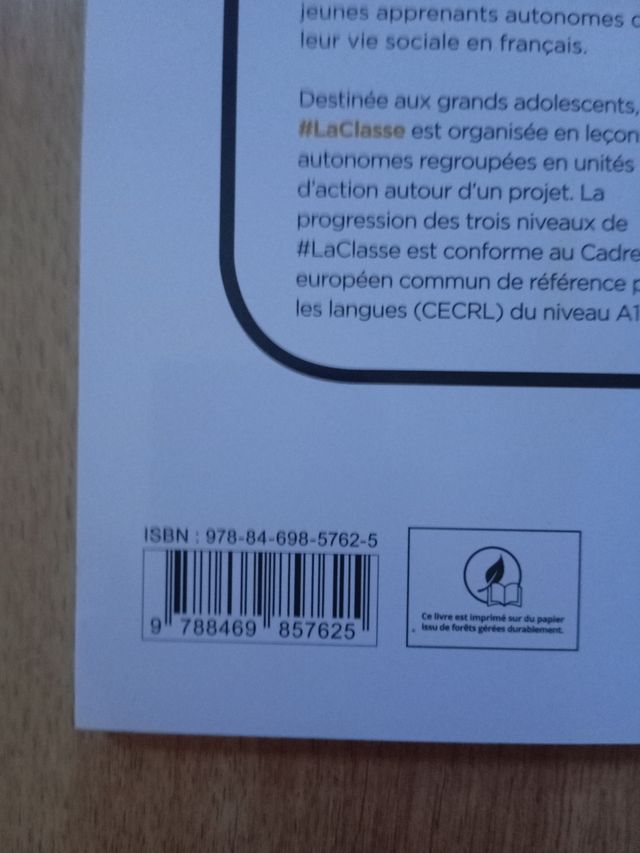 jeunes apprenants autonomes
leur vie sociale en français.
Destinée aux grands adolescents,
#LaClasse est organisée en leçon
autonomes regroupées en unités
d'action autour d'un projet. La
progression des trois niveaux de
#LaClasse est conforme au Cadre
européen commun de référence p
les langues (CECRL) du niveau A1
ISBN : 978-84-698-5762-5
9 788469 857625
Ce livre est imprimé sur du papier
issu de forêts gérées durablement.